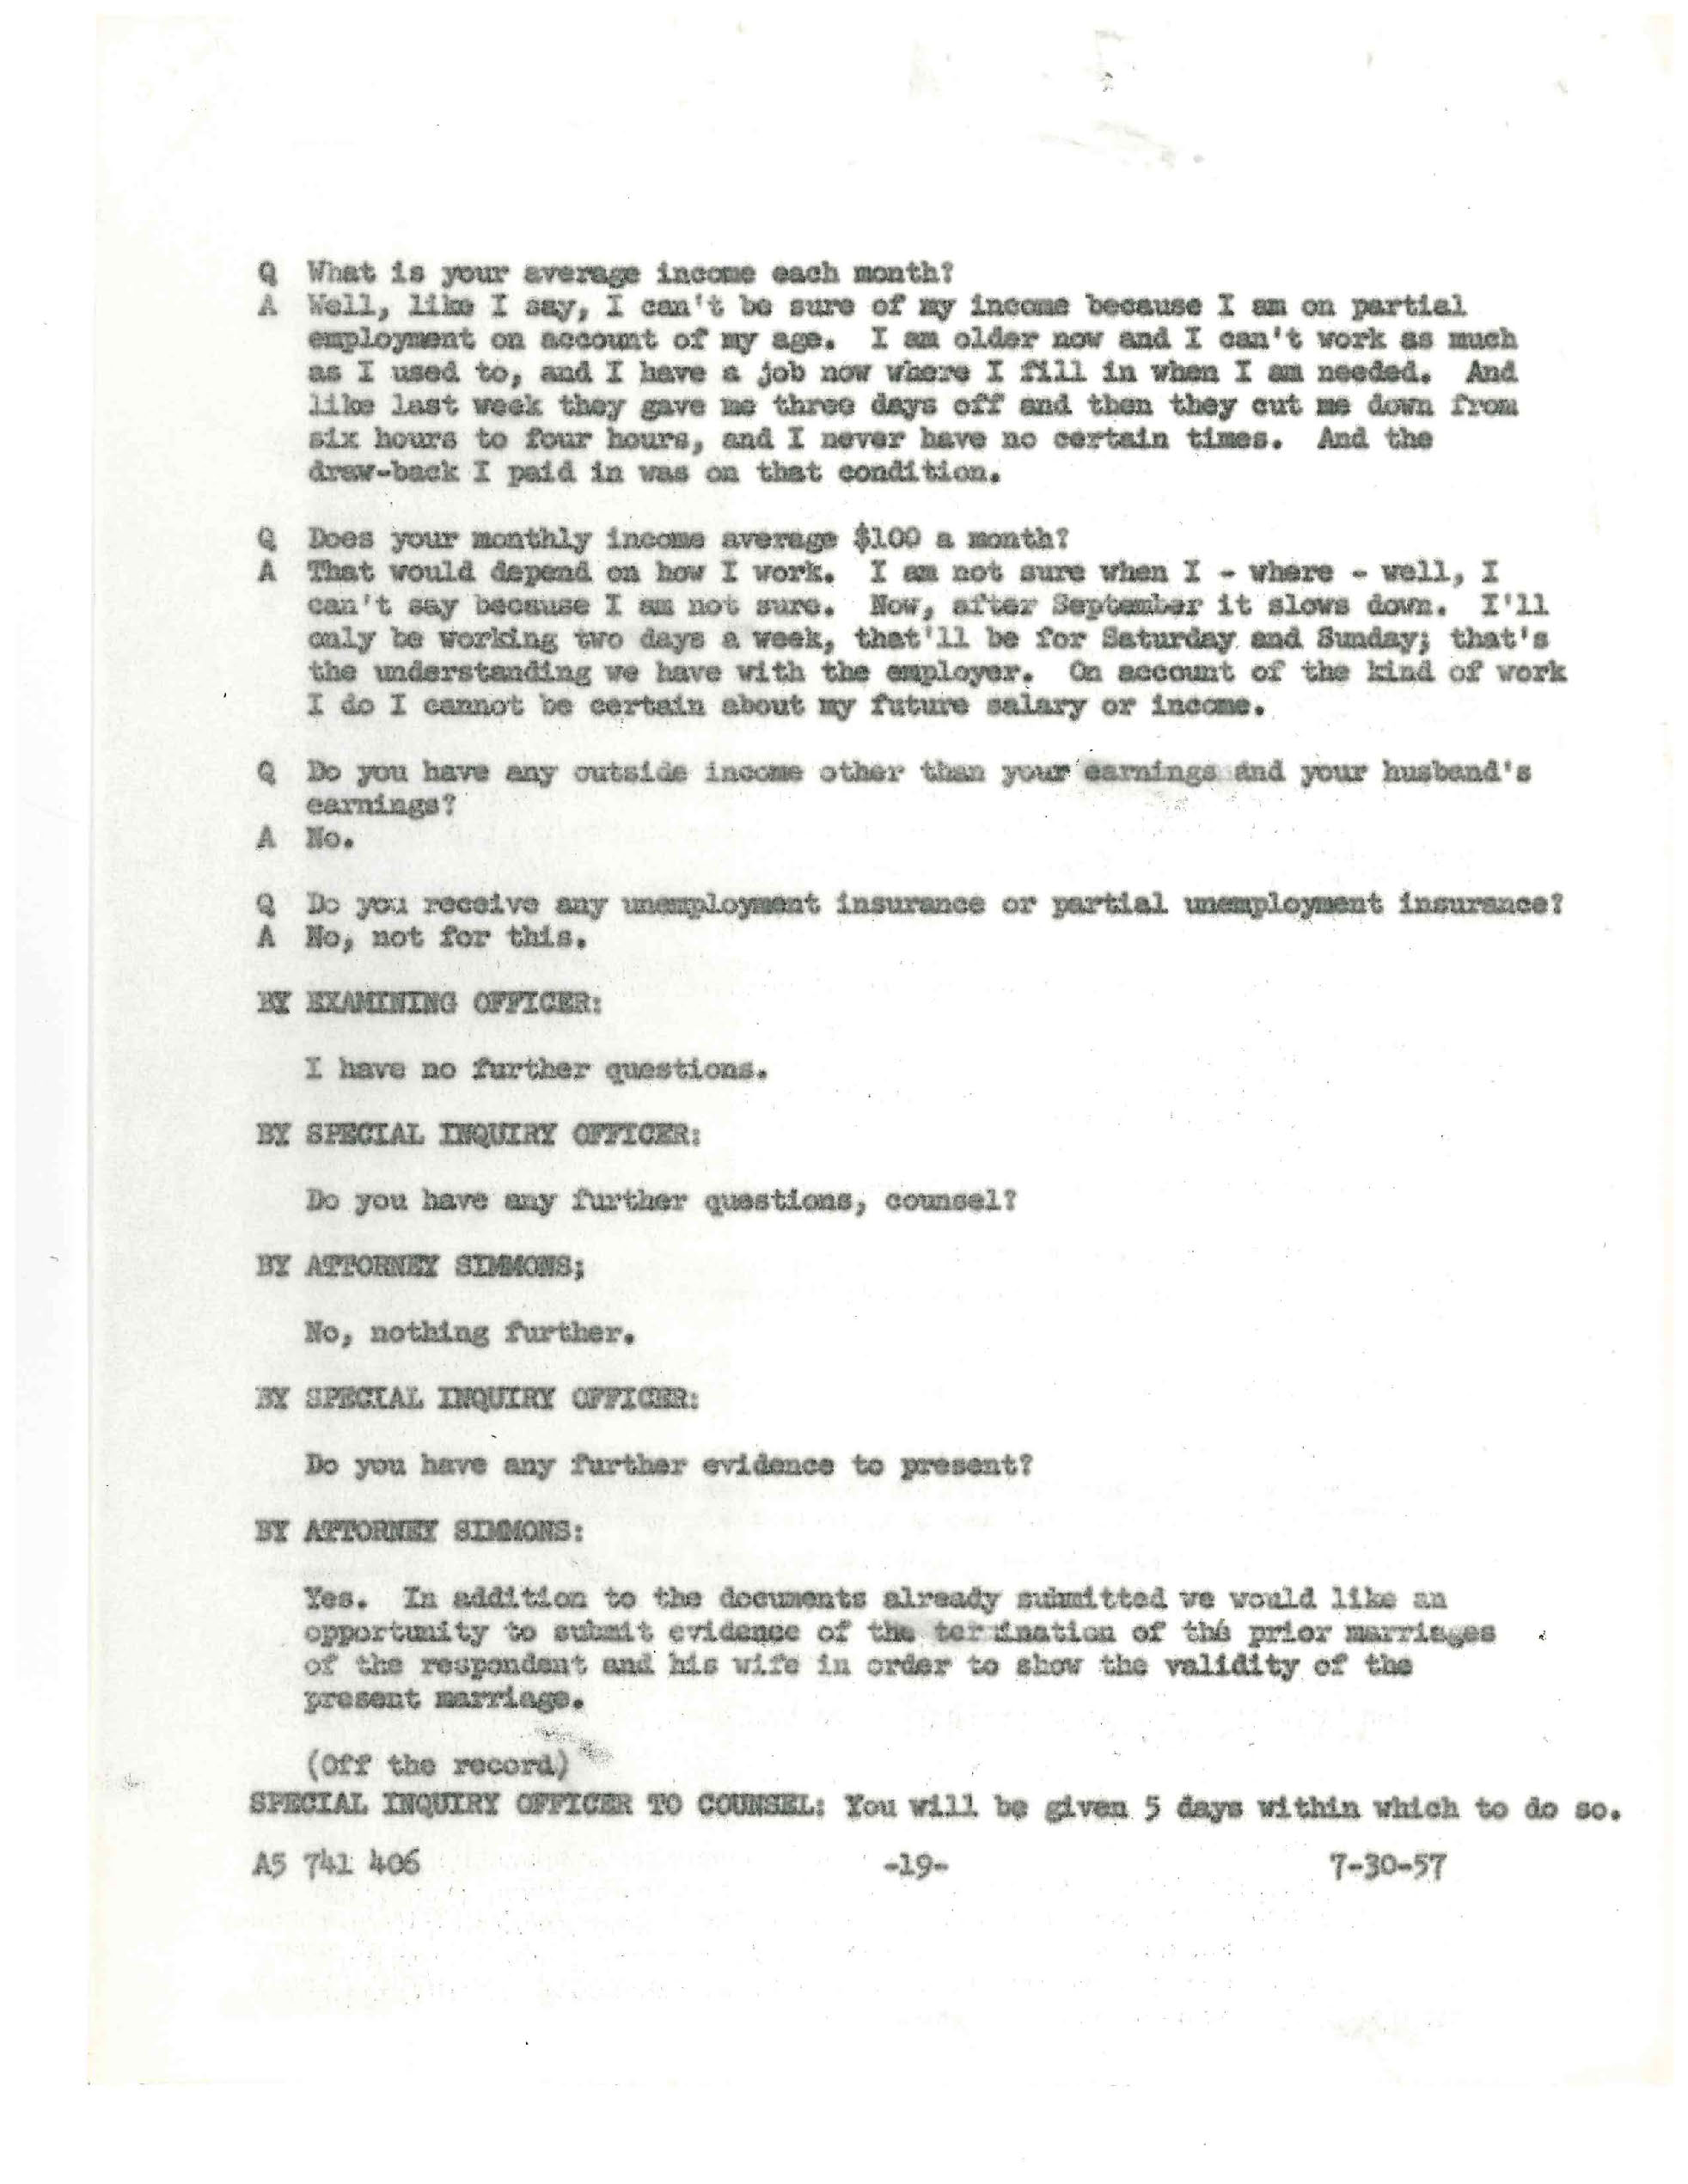 Q What is your average income each month?
A Well, like I say, I can't be sure of my income because I am on partial
employment on account of my age. I am older now and I can't work as much
as I used to, and I have a job now where I fill in when I am needed. And
like last week they gave me three days off and then they cut me down from
six hours to four hours, and I never have no certain times. And the
draw-back I paid in was on that condition.
Q Does your monthly income average $100 a month?
A That would depend on how I work. I am not sure when I - where - well, I
can't say because I am not sure. Now, after September it slows down. I'll
only be working two days a week, that'll be for Saturday and Sunday; that's
the understanding we have with the employer. On account of the kind of work
I do I cannot be certain about my future salary or income.
Q Do you have any outside income other than your earnings and your husband's
earnings?
A No.
Q Do you receive any unemployment insurance or partial unemployment insurance?
A No, not for this.
BY EXAMINING OFFICER:
I have no further questions.
BY SPECIAL INQUIRY OFFICER:
Do you have any further questions, counsel?
BY ATTORNEY SIMMONS;
No, nothing further.
BY SPECIAL INQUIRY OFFICER:
Do you have any further evidence to present?
BY ATTORNEY SIMMONS:
Yes. In addition to the documents already submitted we would like an
opportunity to submit evidence of the termination of the prior marriages
of the respondent and his wife in order to show the validity of the
present marriage.
(Off the record)
SPECIAL INQUIRY OFFICER TO COUNSEL: You will be given 5 days within which to do so.
A5 741 406 -19- 7-30-57